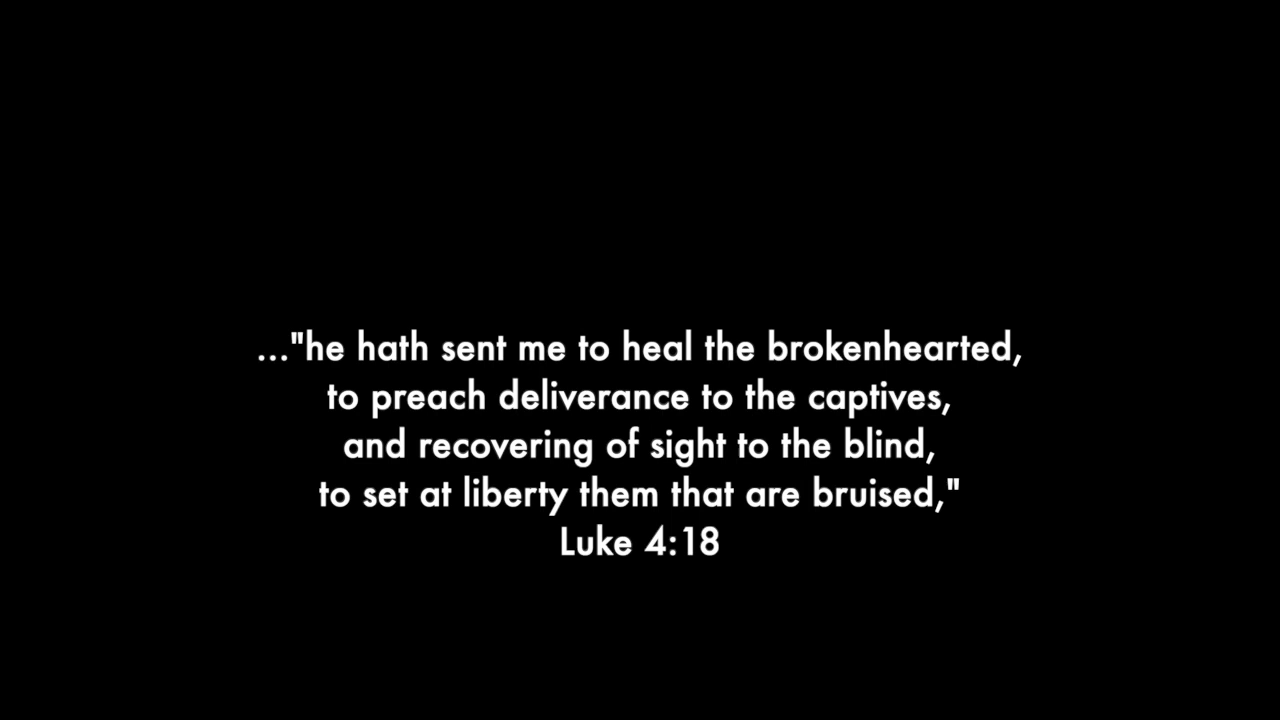 ..."he hath sent me to heal the brokenhearted,
to preach deliverance to the captives,
and recovering of sight to the blind,
to set at liberty them that are bruised,"
Luke 4:18